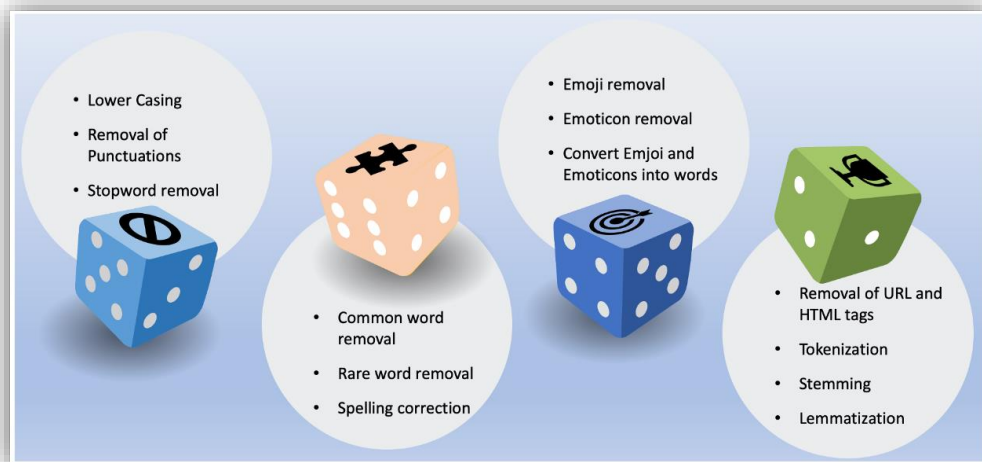 • Lower Casing
• Removal of
Punctuations
• Stopword removal
• Common word
removal
• Rare word removal
• Spelling correction
• Emoji removal
• Emoticon removal
• Convert Emjoi and
Emoticons into words
• Removal of URL and
HTML tags
• Tokenization
• Stemming
• Lemmatization